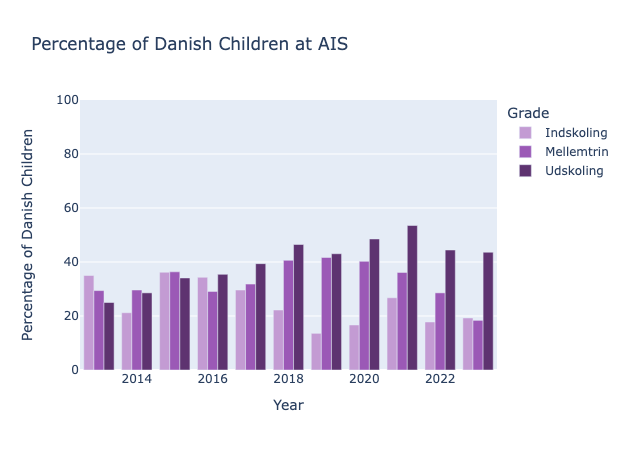 Percentage of Danish Children at AIS
Percentage of Danish Children
100
80
60
40
20
0
2014
2016
2018
2020
2022
Year
Grade
Indskoling
Mellemtrin
Udskoling